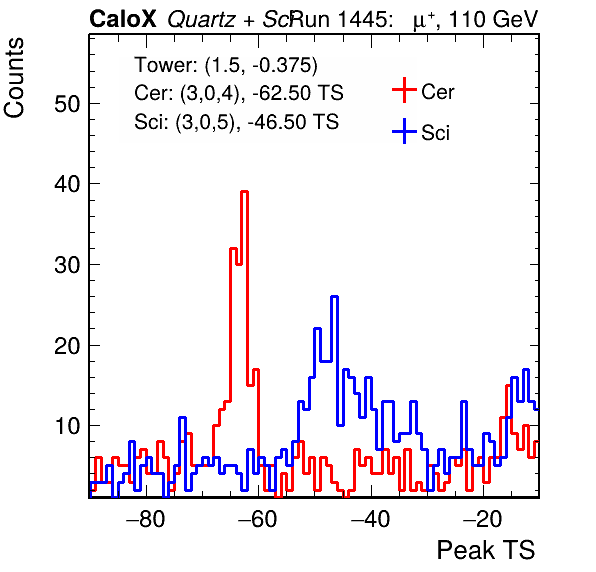 CaloX Quartz + Sci Run 1445: μ⁺, 110 GeV
Counts
Tower: (1.5, -0.375)
Cer: (3,0,4), -62.50 TS
Sci: (3,0,5), -46.50 TS
Cer
Sci
50
40
30
20
10
−80 −60 −40 −20
Peak TS